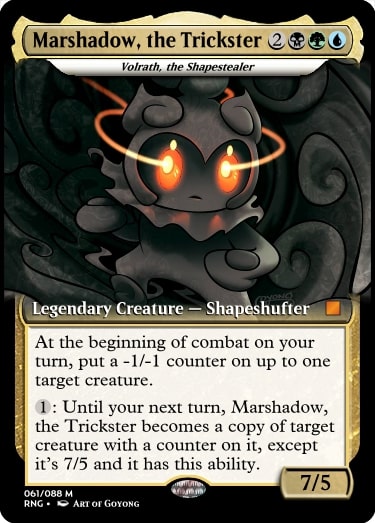 Marshadow, the Trickster 2
Volrath, the Shapestealer
Legendary Creature — Shapeshufter
At the beginning of combat on your
turn, put a -1/-1 counter on up to one
target creature.
1: Until your next turn, Marshadow,
the Trickster becomes a copy of target
creature with a counter on it, except
it's 7/5 and it has this ability.
7/5
061/088 M
RNG • Art of Goyong